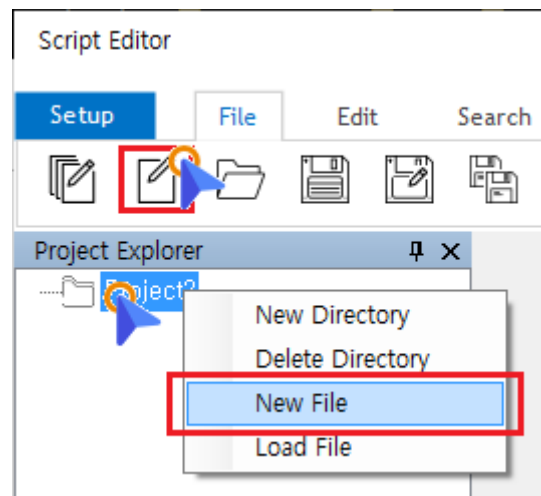 Script Editor
Setup File Edit Search
Project Explorer
New Directory
Delete Directory
New File
Load File